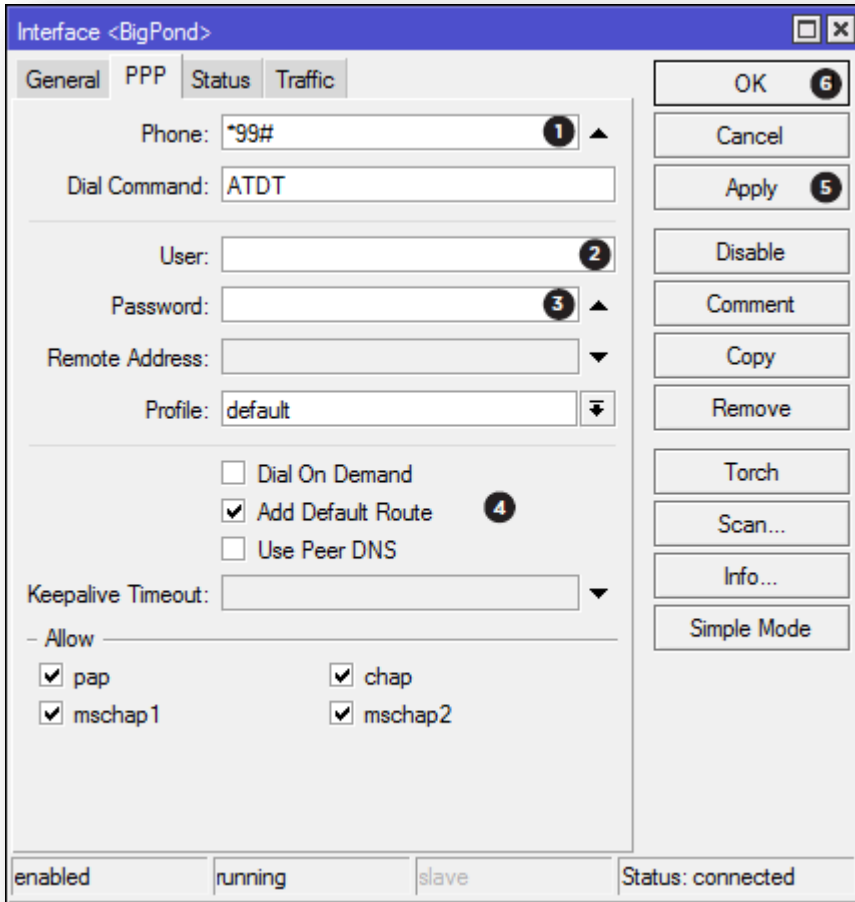 Interface <BigPond>
General PPP Status Traffic
Phone: *99# 1
Dial Command: ATDT
User: 2
Password: 3
Remote Address:
Profile: default
Dial On Demand
Add Default Route 4
Use Peer DNS
Keepalive Timeout:
Allow
pap chap
mschap1 mschap2
OK 6
Cancel
Apply 5
Disable
Comment
Copy
Remove
Torch
Scan...
Info...
Simple Mode
enabled running slave Status: connected